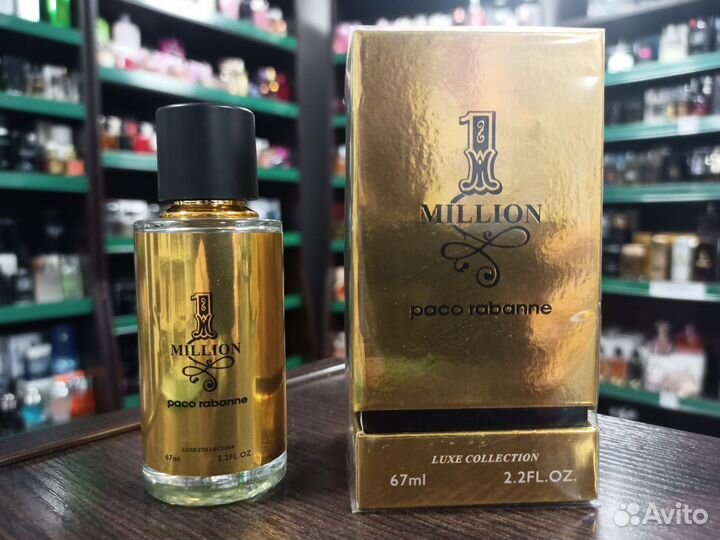 1
MILLION
paco rabanne
LUXE COLLECTION
67ml 2.2FL.OZ.
1
MILLION
paco rabanne
LUXE COLLECTION
67ml 2.2FL.OZ.
Avito